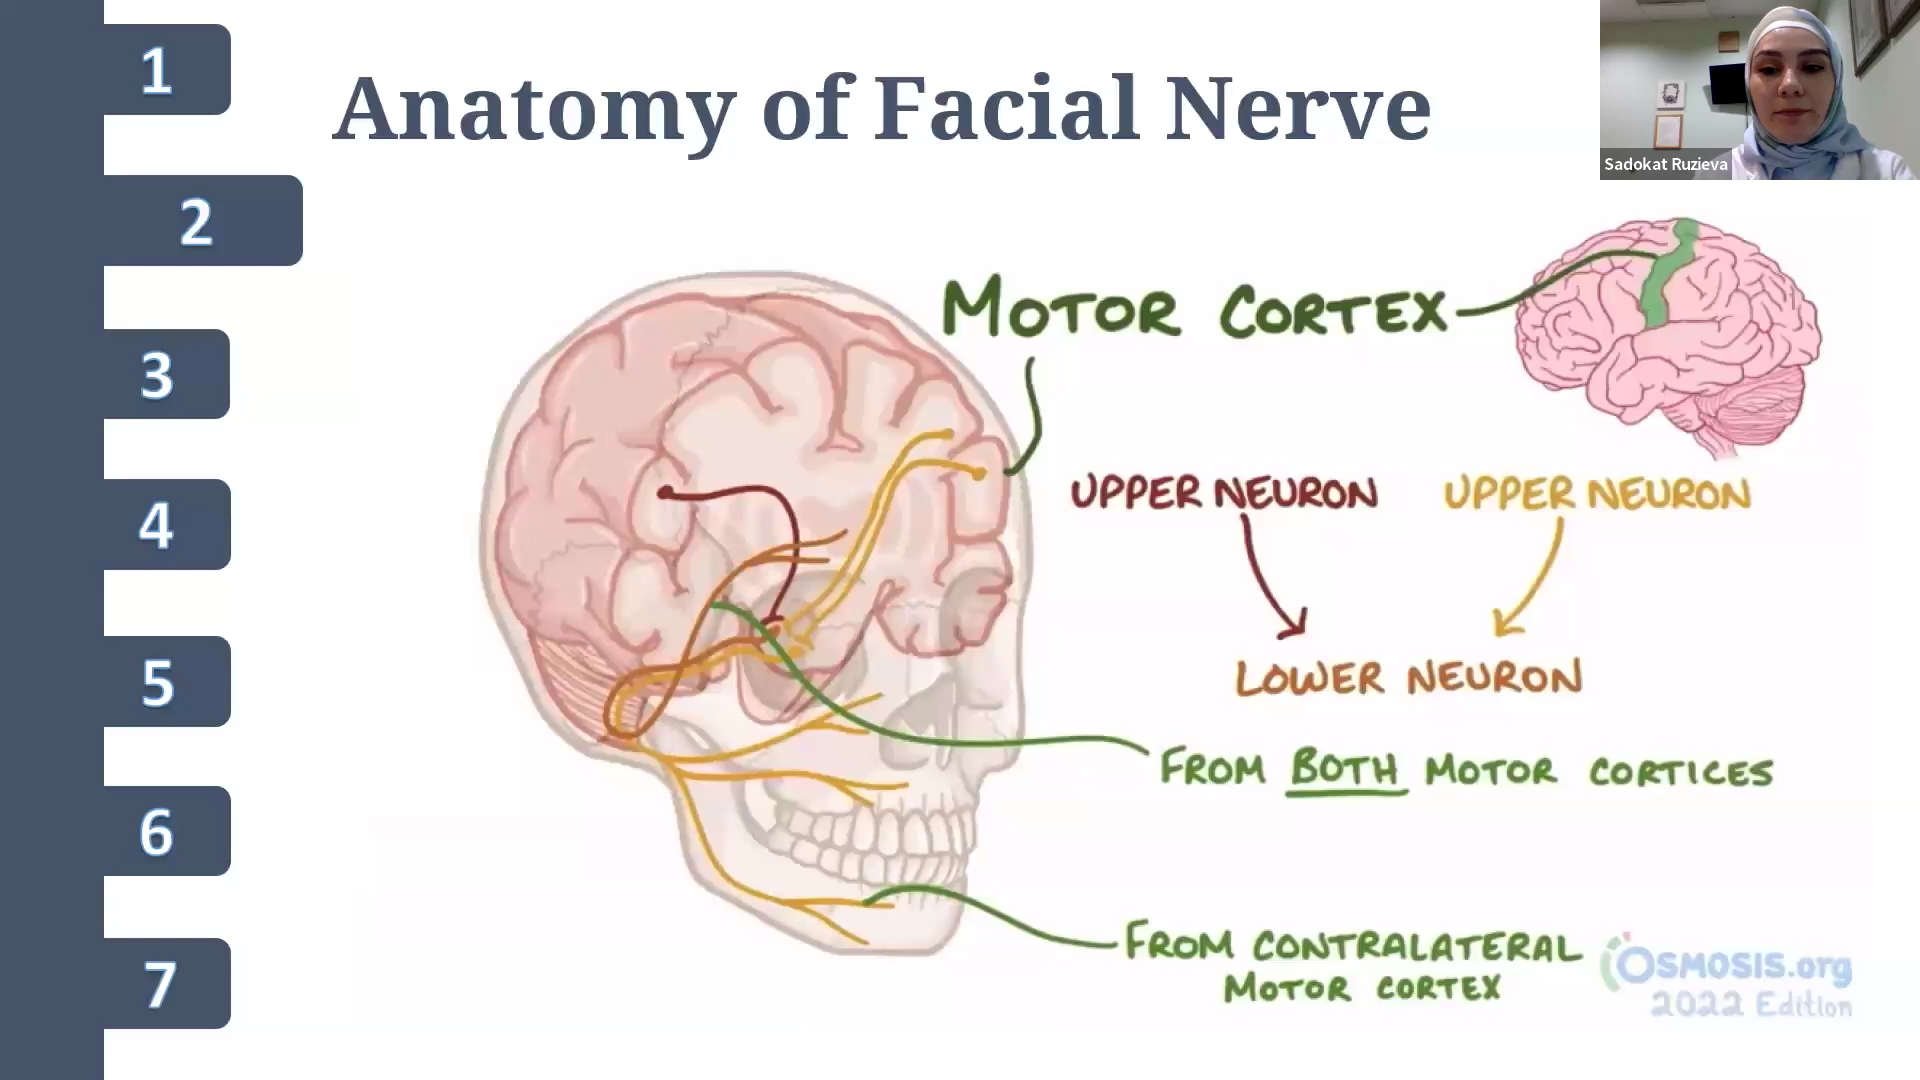 1
2
3
4
5
6
7
Anatomy of Facial Nerve
Sadokat Ruzieva
MOTOR CORTEX
UPPER NEURON
UPPER NEURON
LOWER NEURON
FROM BOTH MOTOR CORTICES
FROM CONTRALATERAL
MOTOR CORTEX
OSMOSIS.org
2022 Edition